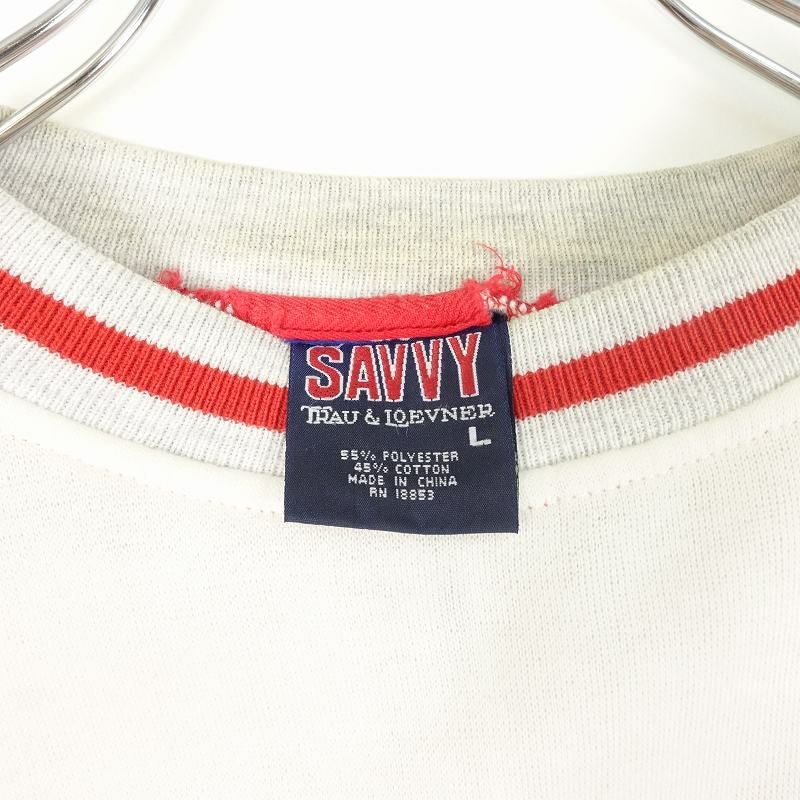 SAVVY
TRAU & LOEVNER
L
55% POLYESTER
45% COTTON
MADE IN CHINA
RN 18853